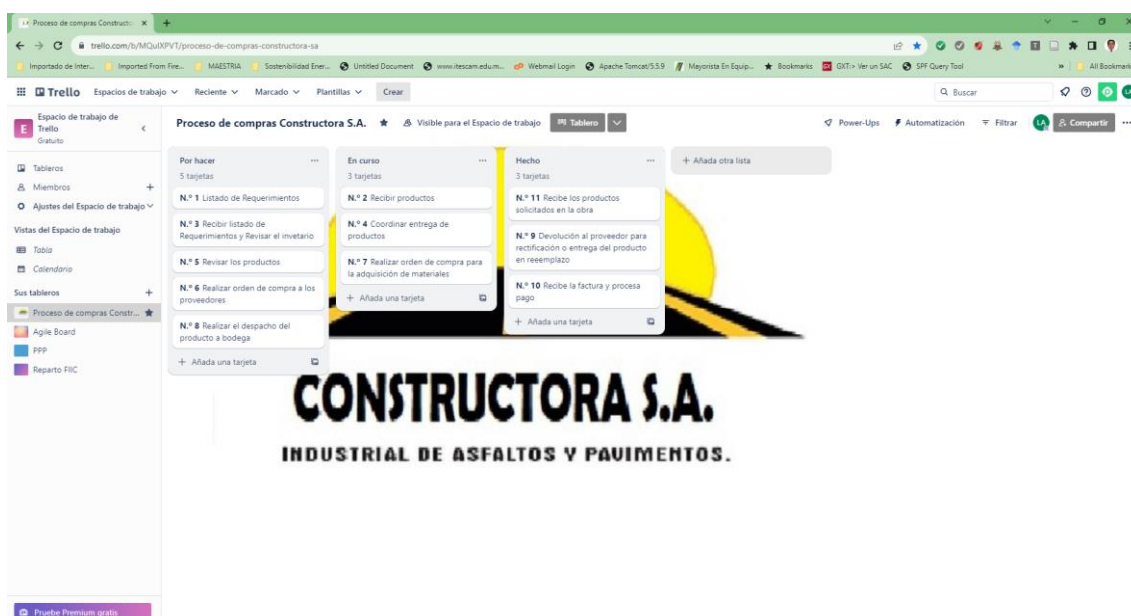 Proceso de compras Constructo
trello.com/b/MQulXPVT/proceso-de-compras-constructora-sa
Importado de Inter... Imported From Fire... MAESTRIA Sostenibilidad Ener... Untitled Document www.itescam.edu.m... Webmail Login Apache Tomcat/5.5.9 Mayorista En Equip... Bookmarks GXT-> Ver un SAC SPF Query Tool » All Bookmark
Trello Espacios de trabajo Reciente Marcado Plantillas Crear Buscar
E Espacio de trabajo de
Trello
Gratuito
Proceso de compras Constructora S.A. Visible para el Espacio de trabajo Tablero Power-Ups Automatización Filtrar LA Compartir
Tableros
Miembros
Ajustes del Espacio de trabajo
Vistas del Espacio de trabajo
Tabla
Calendario
Sus tableros
Proceso de compras Constr...
Agile Board
PPP
Reparto FIIC
Pruebe Premium gratis
Por hacer
5 tarjetas
N.º 1 Listado de Requerimientos
N.º 3 Recibir listado de
Requerimientos y Revisar el invetario
N.º 5 Revisar los productos
N.º 6 Realizar orden de compra a los
proveedores
N.º 8 Realizar el despacho del
producto a bodega
+ Añada una tarjeta
En curso
3 tarjetas
N.º 2 Recibir productos
N.º 4 Coordinar entrega de
productos
N.º 7 Realizar orden de compra para
la adquisición de materiales
+ Añada una tarjeta
Hecho
3 tarjetas
N.º 11 Recibe los productos
solicitados en la obra
N.º 9 Devolución al proveedor para
rectificación o entrega del producto
en reeemplazo
N.º 10 Recibe la factura y procesa
pago
+ Añada una tarjeta
+ Añada otra lista
CONSTRUCTORA S.A.
INDUSTRIAL DE ASFALTOS Y PAVIMENTOS.